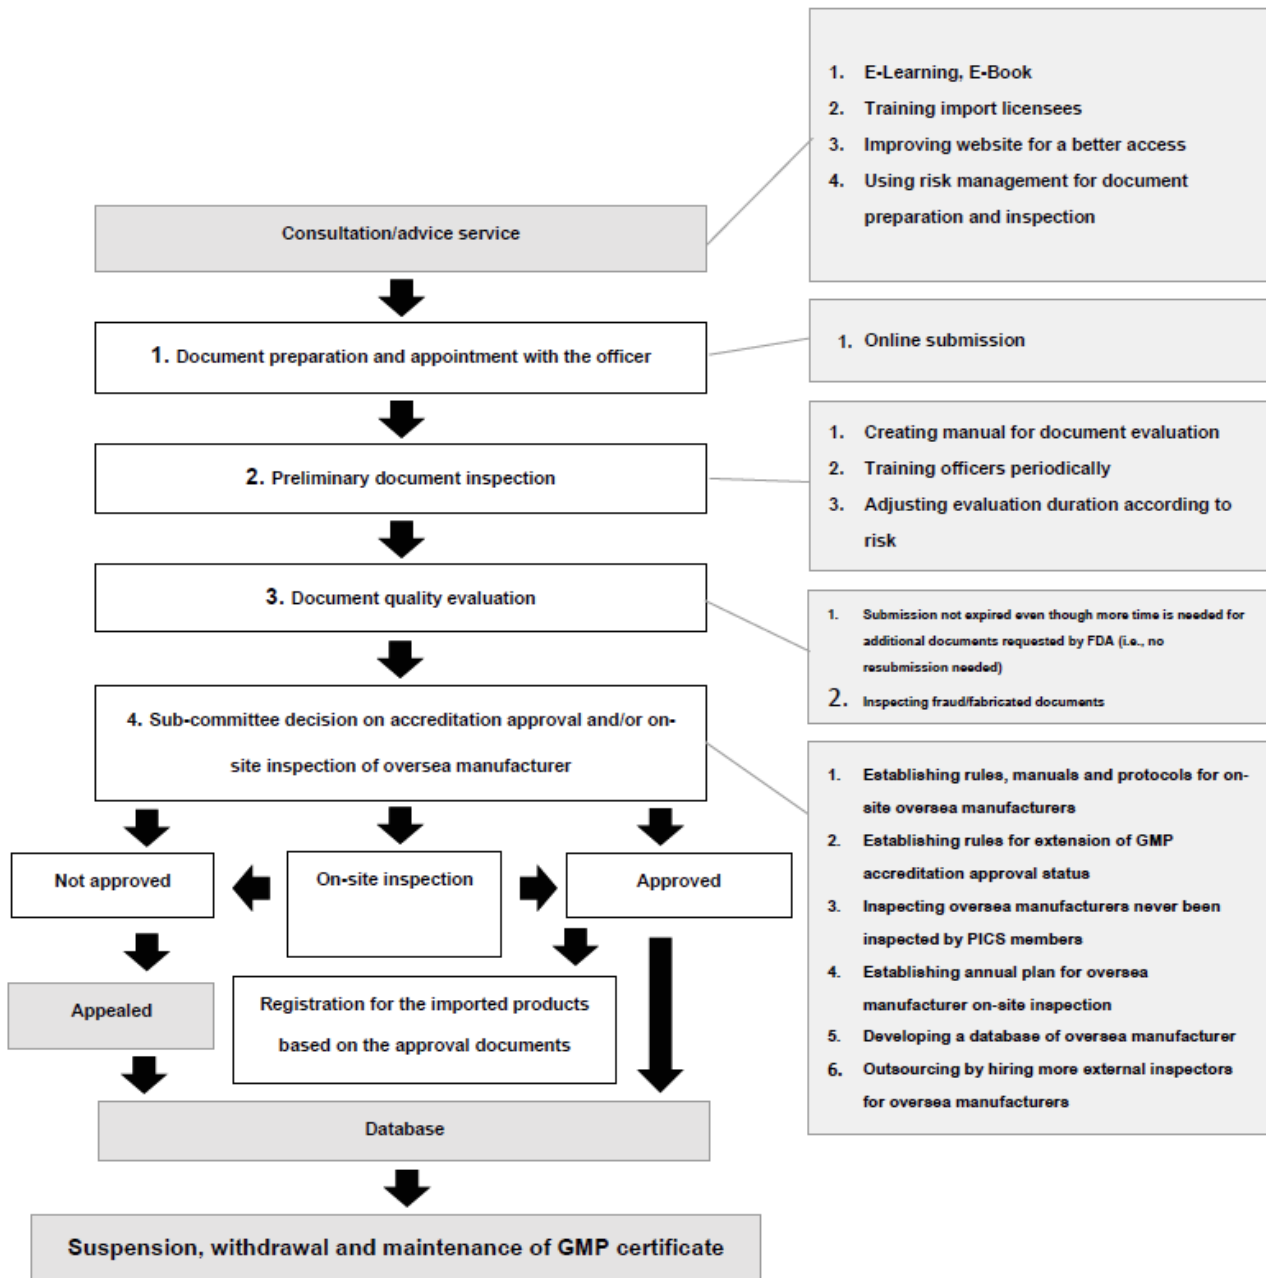 Consultation/advice service
1. E-Learning, E-Book
2. Training import licensees
3. Improving website for a better access
4. Using risk management for document
preparation and inspection
1. Document preparation and appointment with the officer
1. Online submission
2. Preliminary document inspection
1. Creating manual for document evaluation
2. Training officers periodically
3. Adjusting evaluation duration according to
risk
3. Document quality evaluation
1. Submission not expired even though more time is needed for
additional documents requested by FDA (i.e., no
resubmission needed)
2. Inspecting fraud/fabricated documents
4. Sub-committee decision on accreditation approval and/or on-
site inspection of oversea manufacturer
1. Establishing rules, manuals and protocols for on-
site oversea manufacturers
2. Establishing rules for extension of GMP
accreditation approval status
3. Inspecting oversea manufacturers never been
inspected by PICS members
4. Establishing annual plan for oversea
manufacturer on-site inspection
5. Developing a database of oversea manufacturer
6. Outsourcing by hiring more external inspectors
for oversea manufacturers
Not approved
On-site inspection
Approved
Appealed
Registration for the imported products
based on the approval documents
Database
Suspension, withdrawal and maintenance of GMP certificate